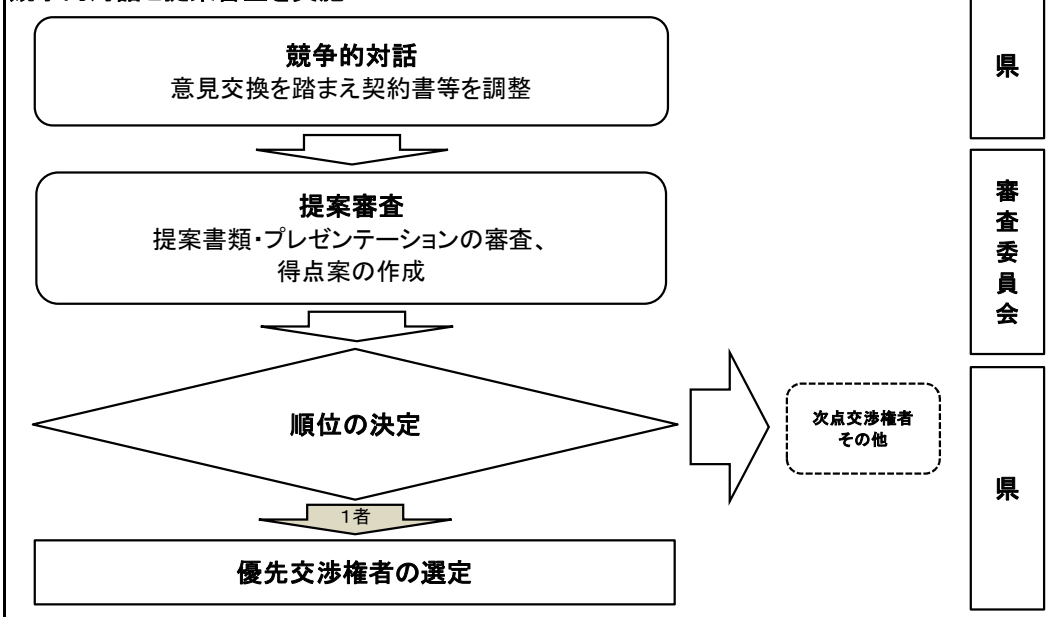 競争的対話
意見交換を踏まえ契約書等を調整
県
提案審査
提案書類・プレゼンテーションの審査、
得点案の作成
審査委員会
順位の決定
次点交渉権者
その他
県
1者
優先交渉権者の選定